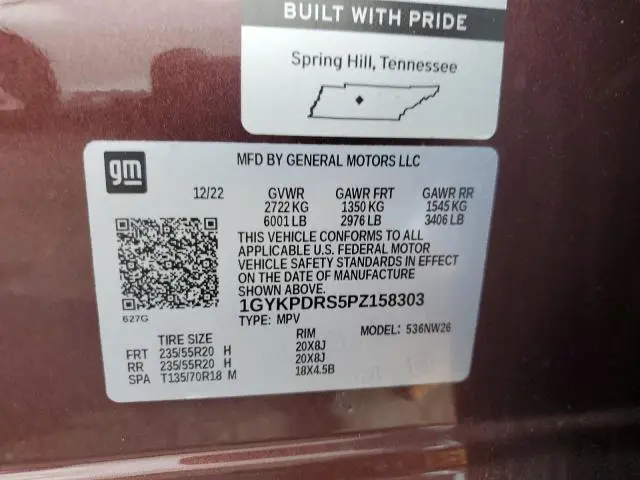 BUILT WITH PRIDE
Spring Hill, Tennessee
gm
MFD BY GENERAL MOTORS LLC
12/22 GVWR GAWR FRT GAWR RR
2722 KG 1350 KG 1545 KG
6001 LB 2976 LB 3406 LB
THIS VEHICLE CONFORMS TO ALL
APPLICABLE U.S. FEDERAL MOTOR
VEHICLE SAFETY STANDARDS IN EFFECT
ON THE DATE OF MANUFACTURE
SHOWN ABOVE.
1GYKPDRS5PZ158303
627G TYPE: MPV MODEL: 536NW26
TIRE SIZE RIM
FRT 235/55R20 H 20X8J
RR 235/55R20 H 20X8J
SPA T135/70R18 M 18X4.5B